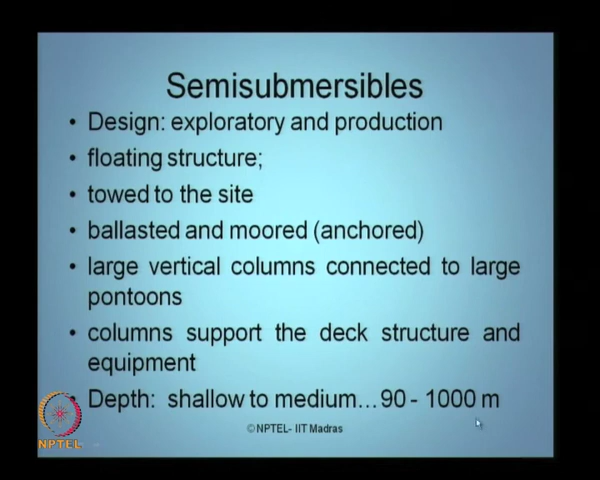 Semisubmersibles
• Design: exploratory and production
• floating structure;
• towed to the site
• ballasted and moored (anchored)
• large vertical columns connected to large
pontoons
• columns support the deck structure and
equipment
• Depth: shallow to medium...90 - 1000 m
©NPTEL- IIT Madras
NPTEL